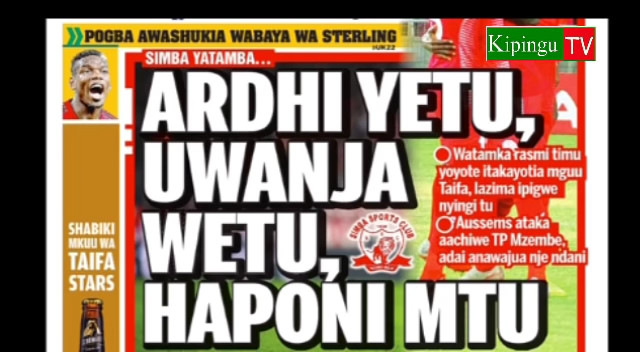 POGBA AWASHUKIA WABAYA WA STERLING
UK22
Kipingu TV
SIMBA YATAMBA...
ARDHI YETU,
UWANJA
WETU,
HAPONI MTU
Watamka rasmi timu
yoyote itakayotia mguu
Taifa, lazima ipigwe
nyingi tu
Aussems ataka
aachiwe TP Mzembe,
adai anawajua nje ndani
SIMBA SPORTS CLUB
SHABIKI
MKUU WA
TAIFA
STARS